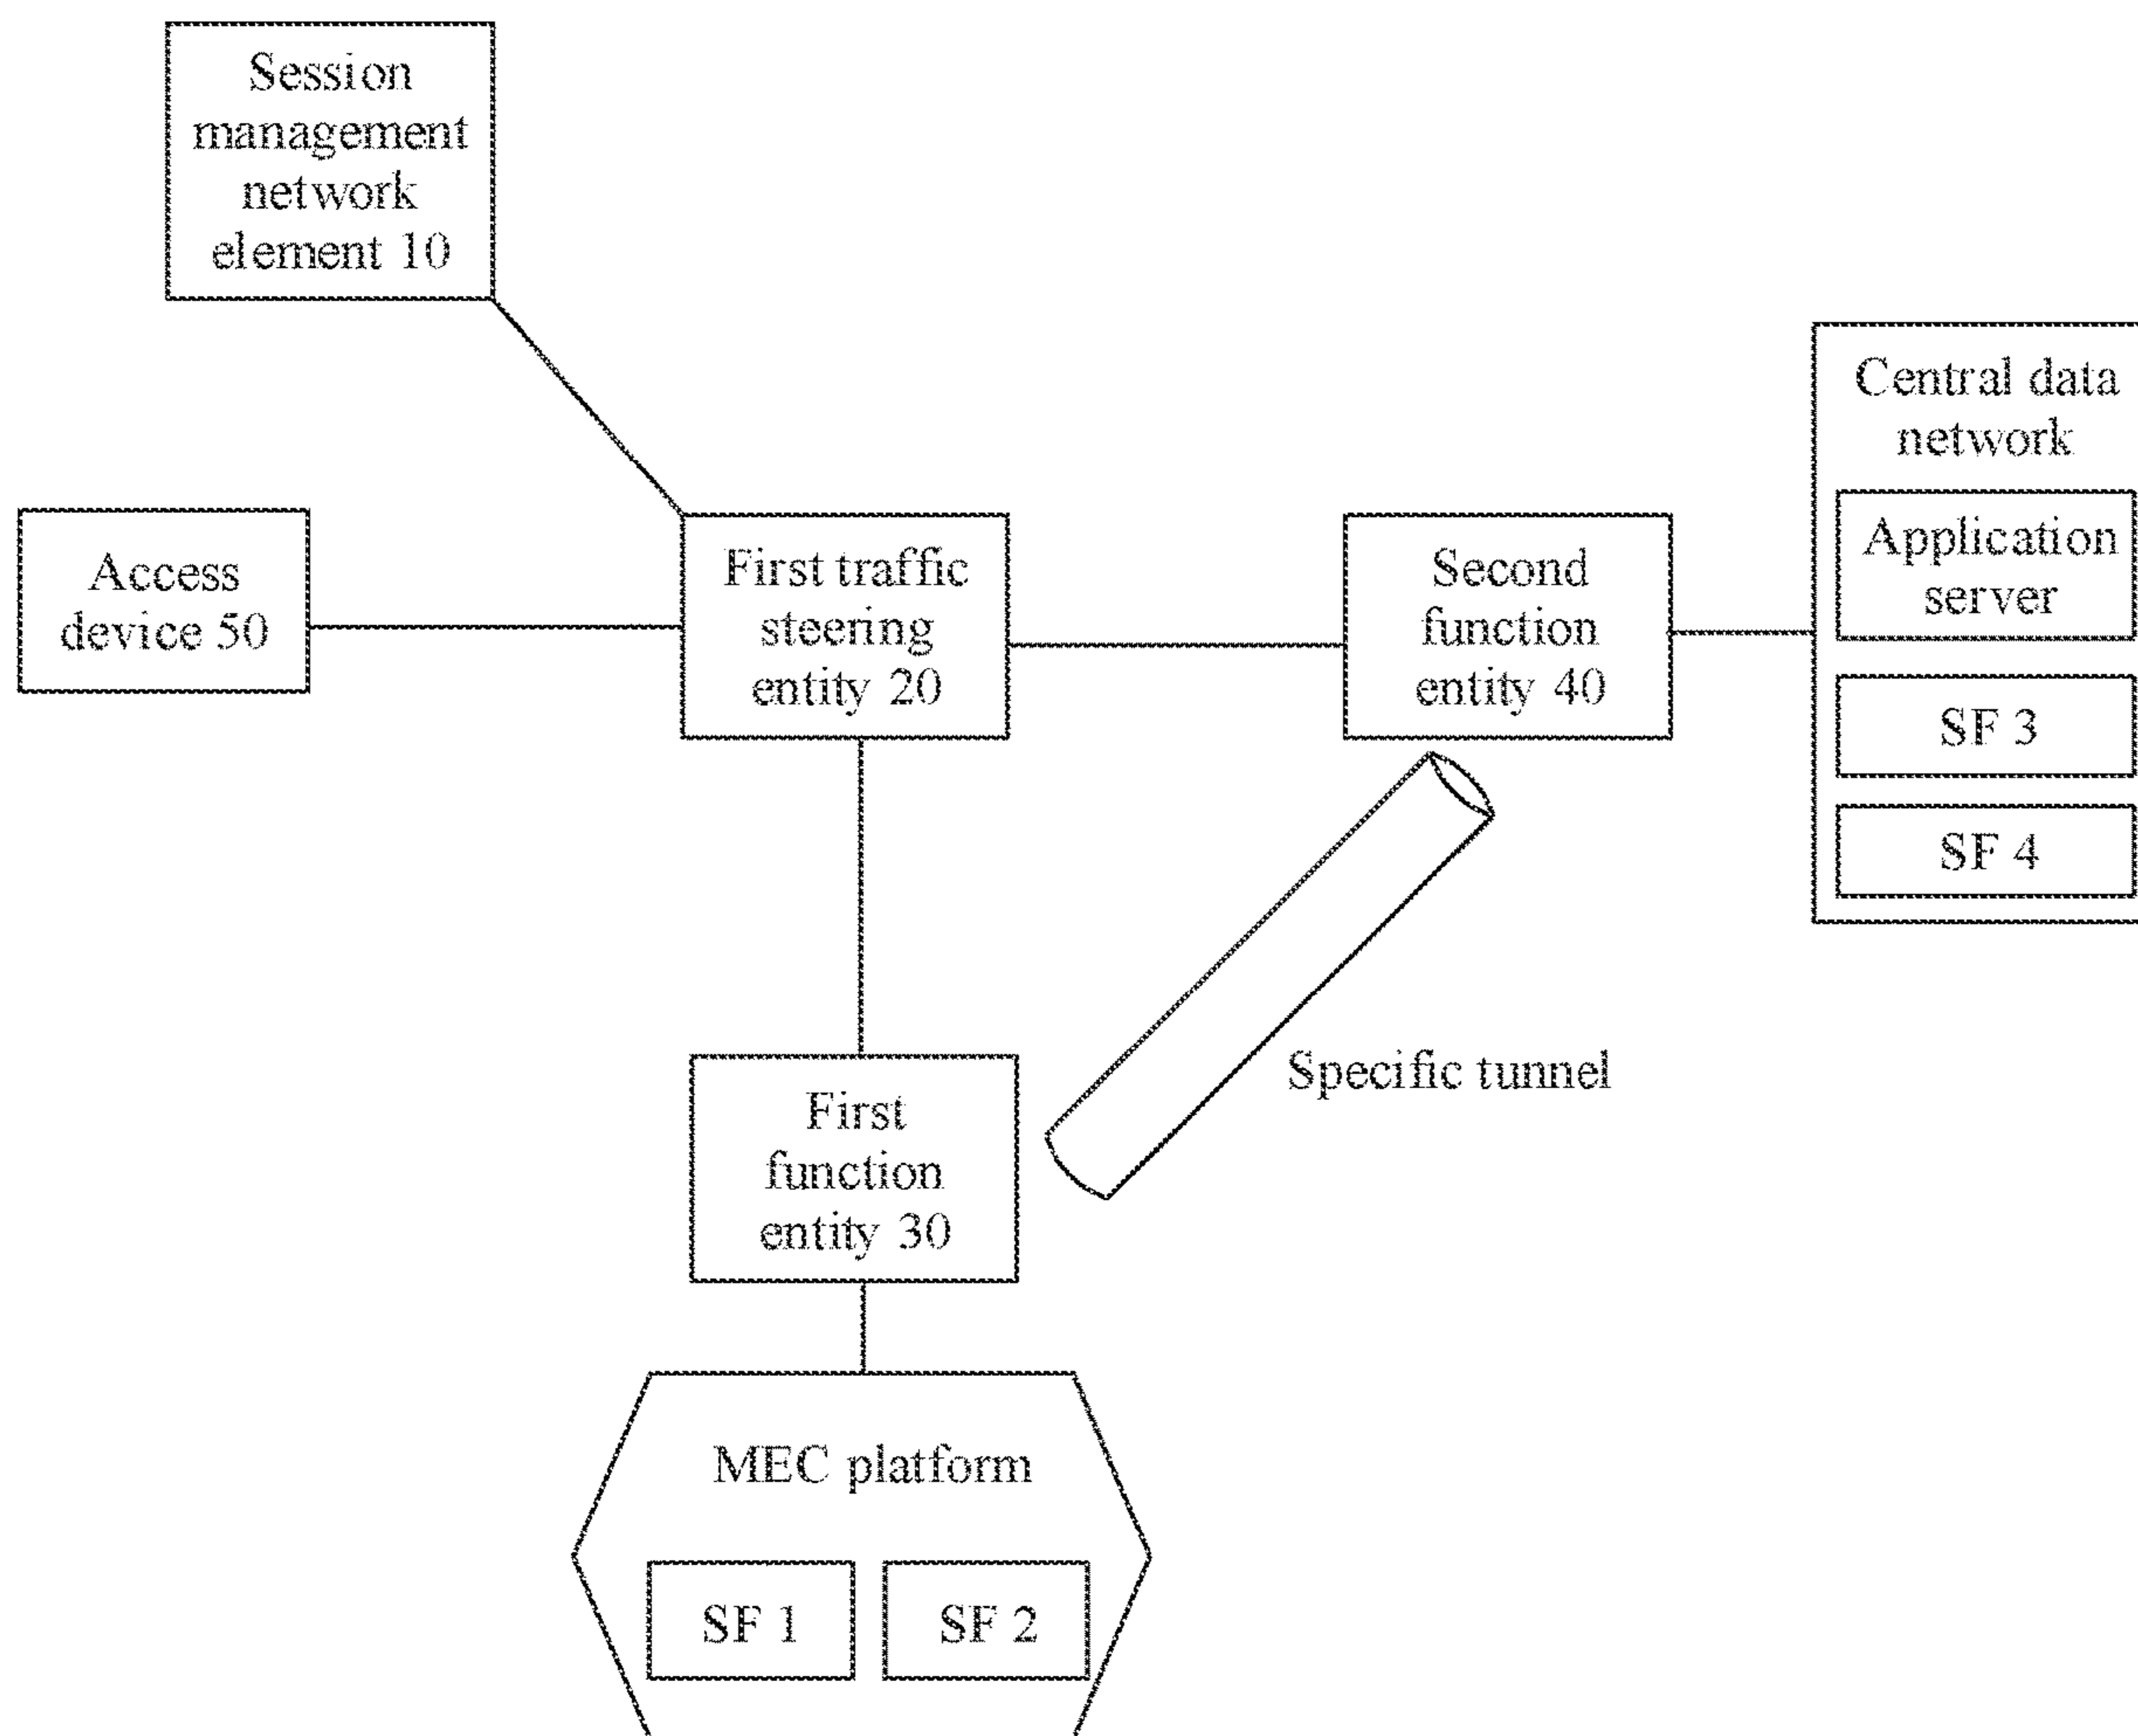 Session
management
network
element 10
Central data
network
Application
server
SF 3
SF 4
Access
device 50
First traffic
steering
entity 20
Second
function
entity 40
Specific tunnel
First
function
entity 30
MEC platform
SF 1
SF 2